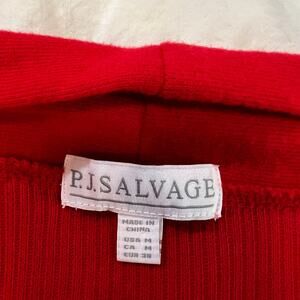 P.J.SALVAGE
MADE IN
CHINA
USA M
CA M
EUR 38